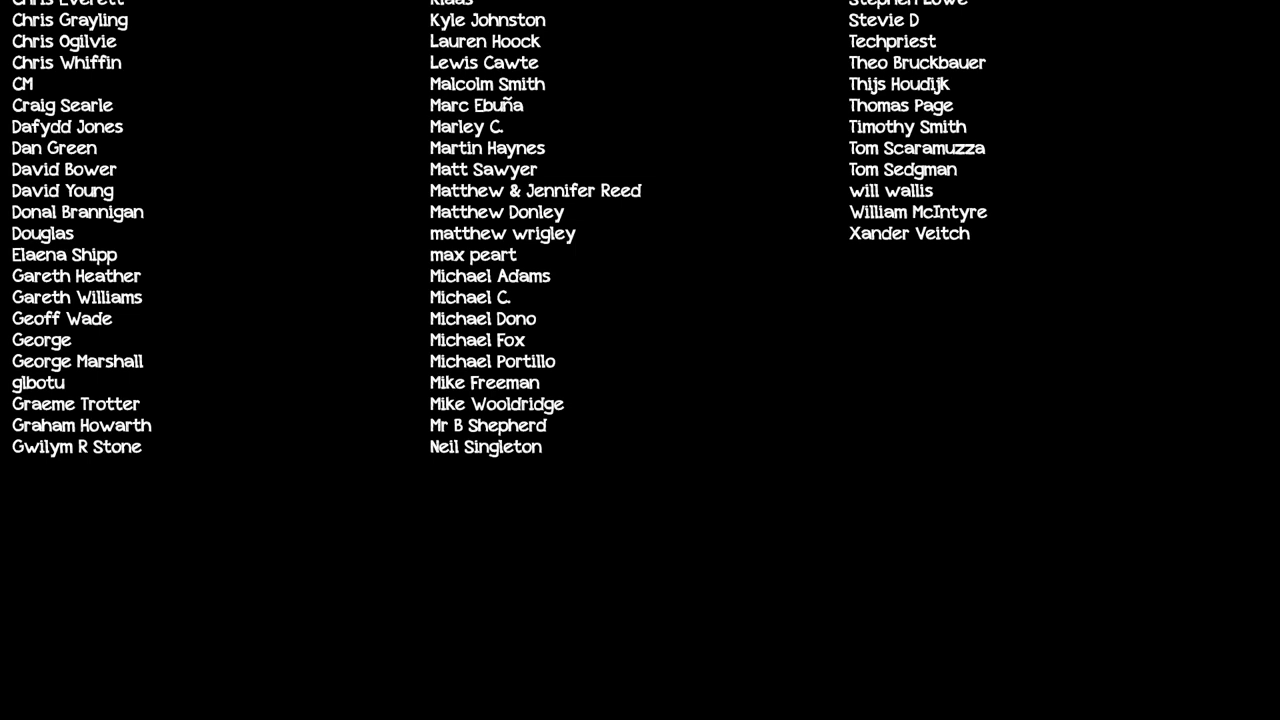 Chris Everett
Chris Grayling
Chris Ogilvie
Chris Whiffin
CM
Craig Searle
Dafydd Jones
Dan Green
David Bower
David Young
Donal Brannigan
Douglas
Elaena Shipp
Gareth Heather
Gareth Williams
Geoff Wade
George
George Marshall
glbotu
Graeme Trotter
Graham Howarth
Gwilym R Stone
Klaas
Kyle Johnston
Lauren Hoock
Lewis Cawte
Malcolm Smith
Marc Ebuña
Marley C.
Martin Haynes
Matt Sawyer
Matthew & Jennifer Reed
Matthew Donley
matthew wrigley
max peart
Michael Adams
Michael C.
Michael Dono
Michael Fox
Michael Portillo
Mike Freeman
Mike Wooldridge
Mr B Shepherd
Neil Singleton
Stephen Lowe
Stevie D
Techpriest
Theo Bruckbauer
Thijs Houdijk
Thomas Page
Timothy Smith
Tom Scaramuzza
Tom Sedgman
will wallis
William McIntyre
Xander Veitch